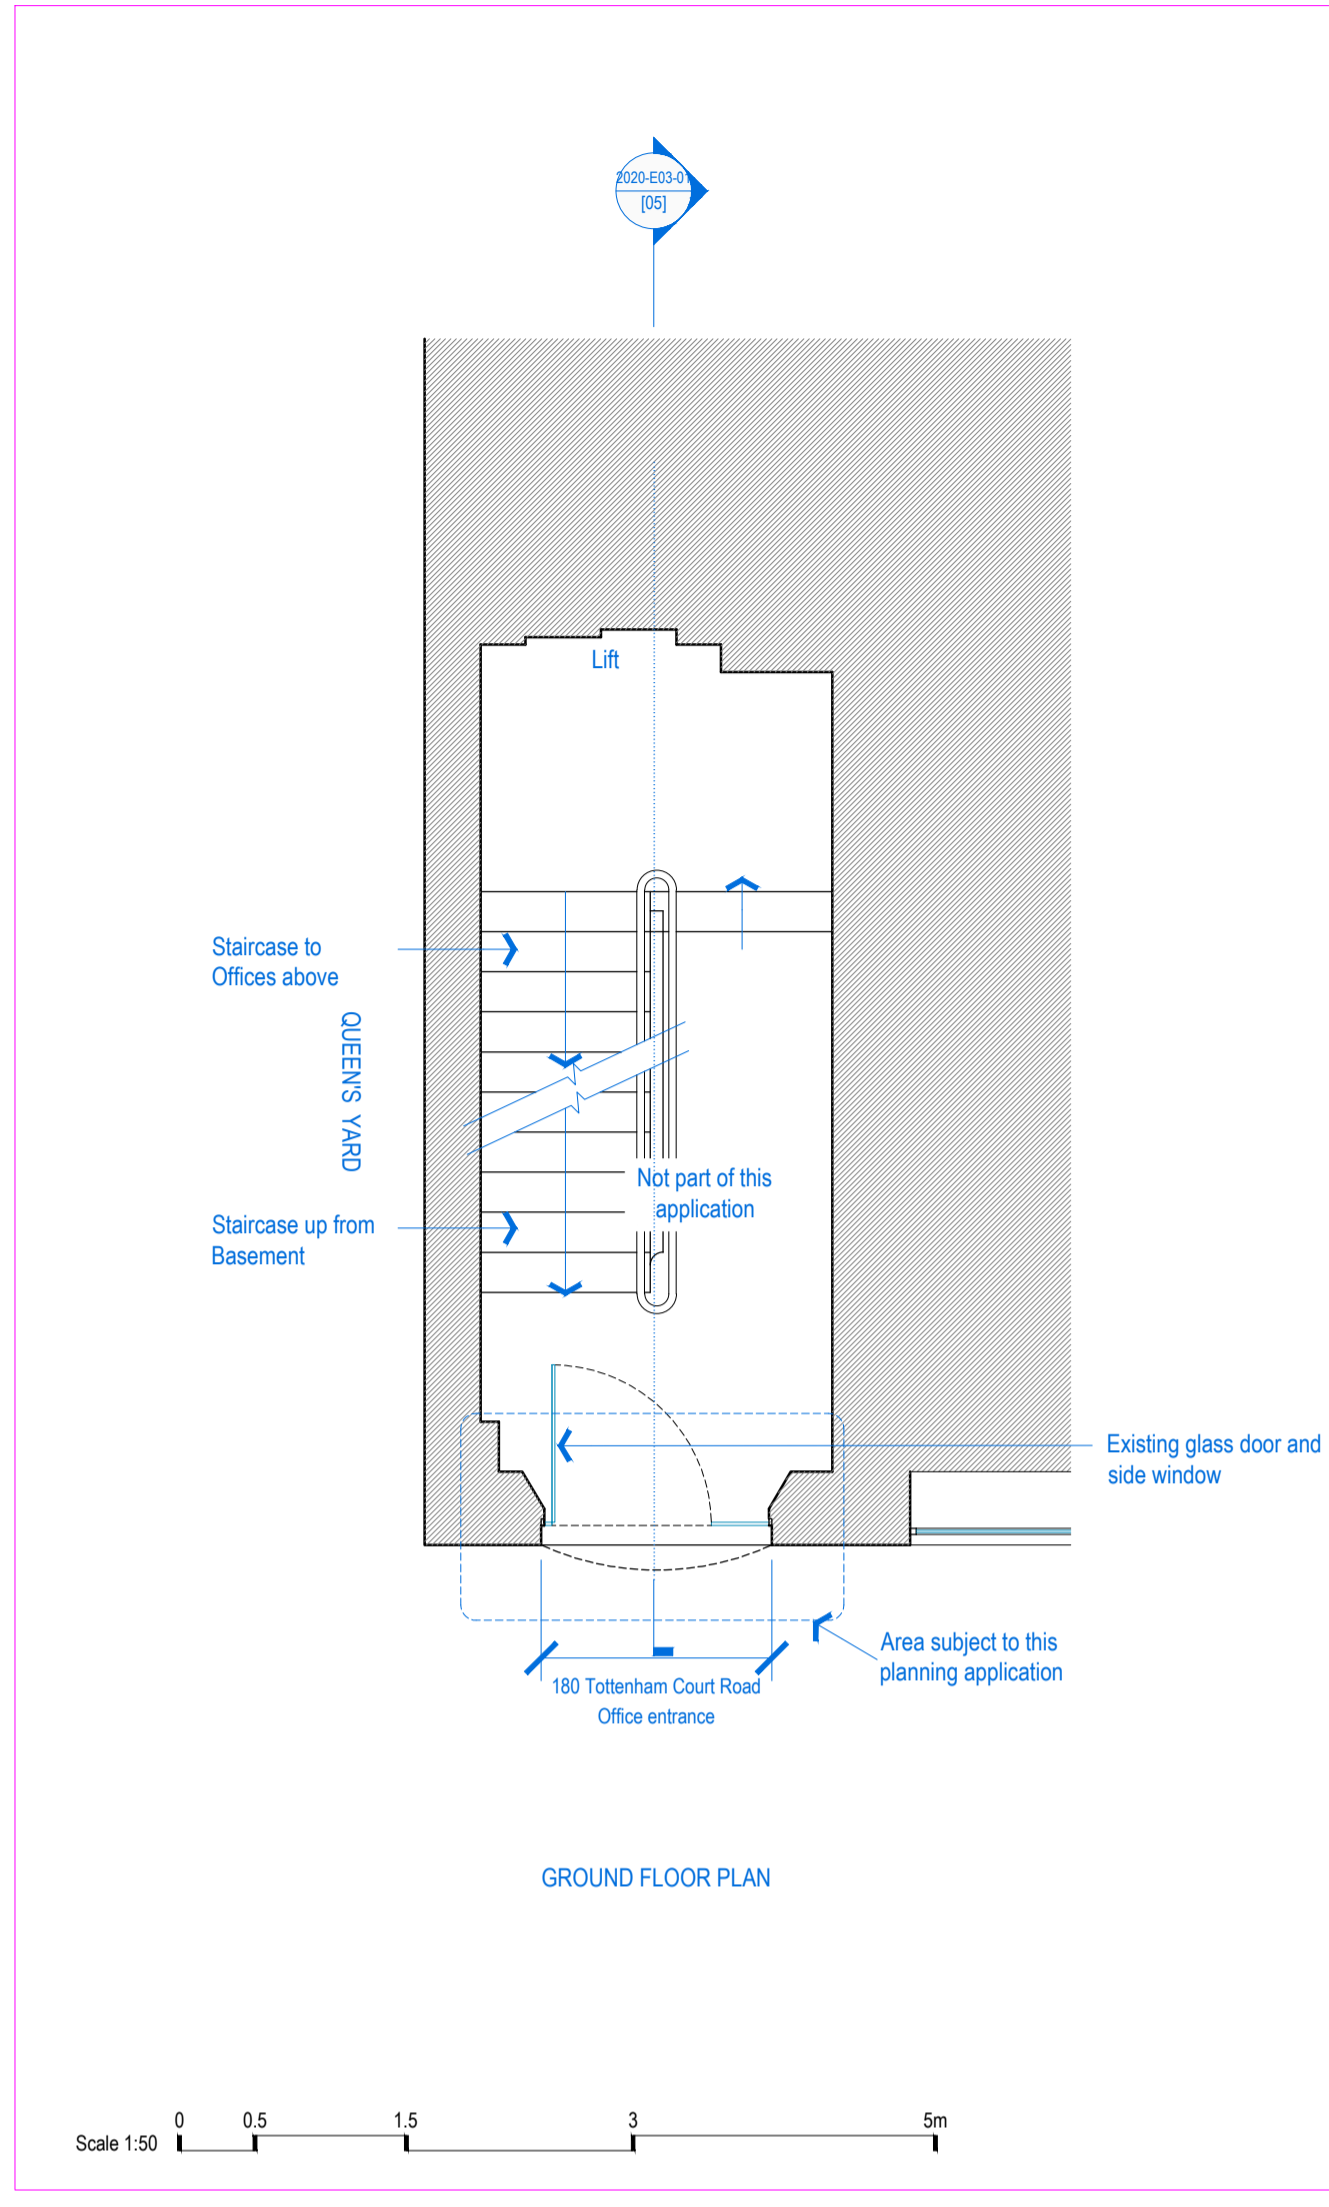 2020-E03-01
[05]
Lift
Staircase to
Offices above
QUEEN'S YARD
Not part of this
application
Staircase up from
Basement
Existing glass door and
side window
Area subject to this
planning application
180 Tottenham Court Road
Office entrance
GROUND FLOOR PLAN
0 0.5 1.5 3 5m
Scale 1:50